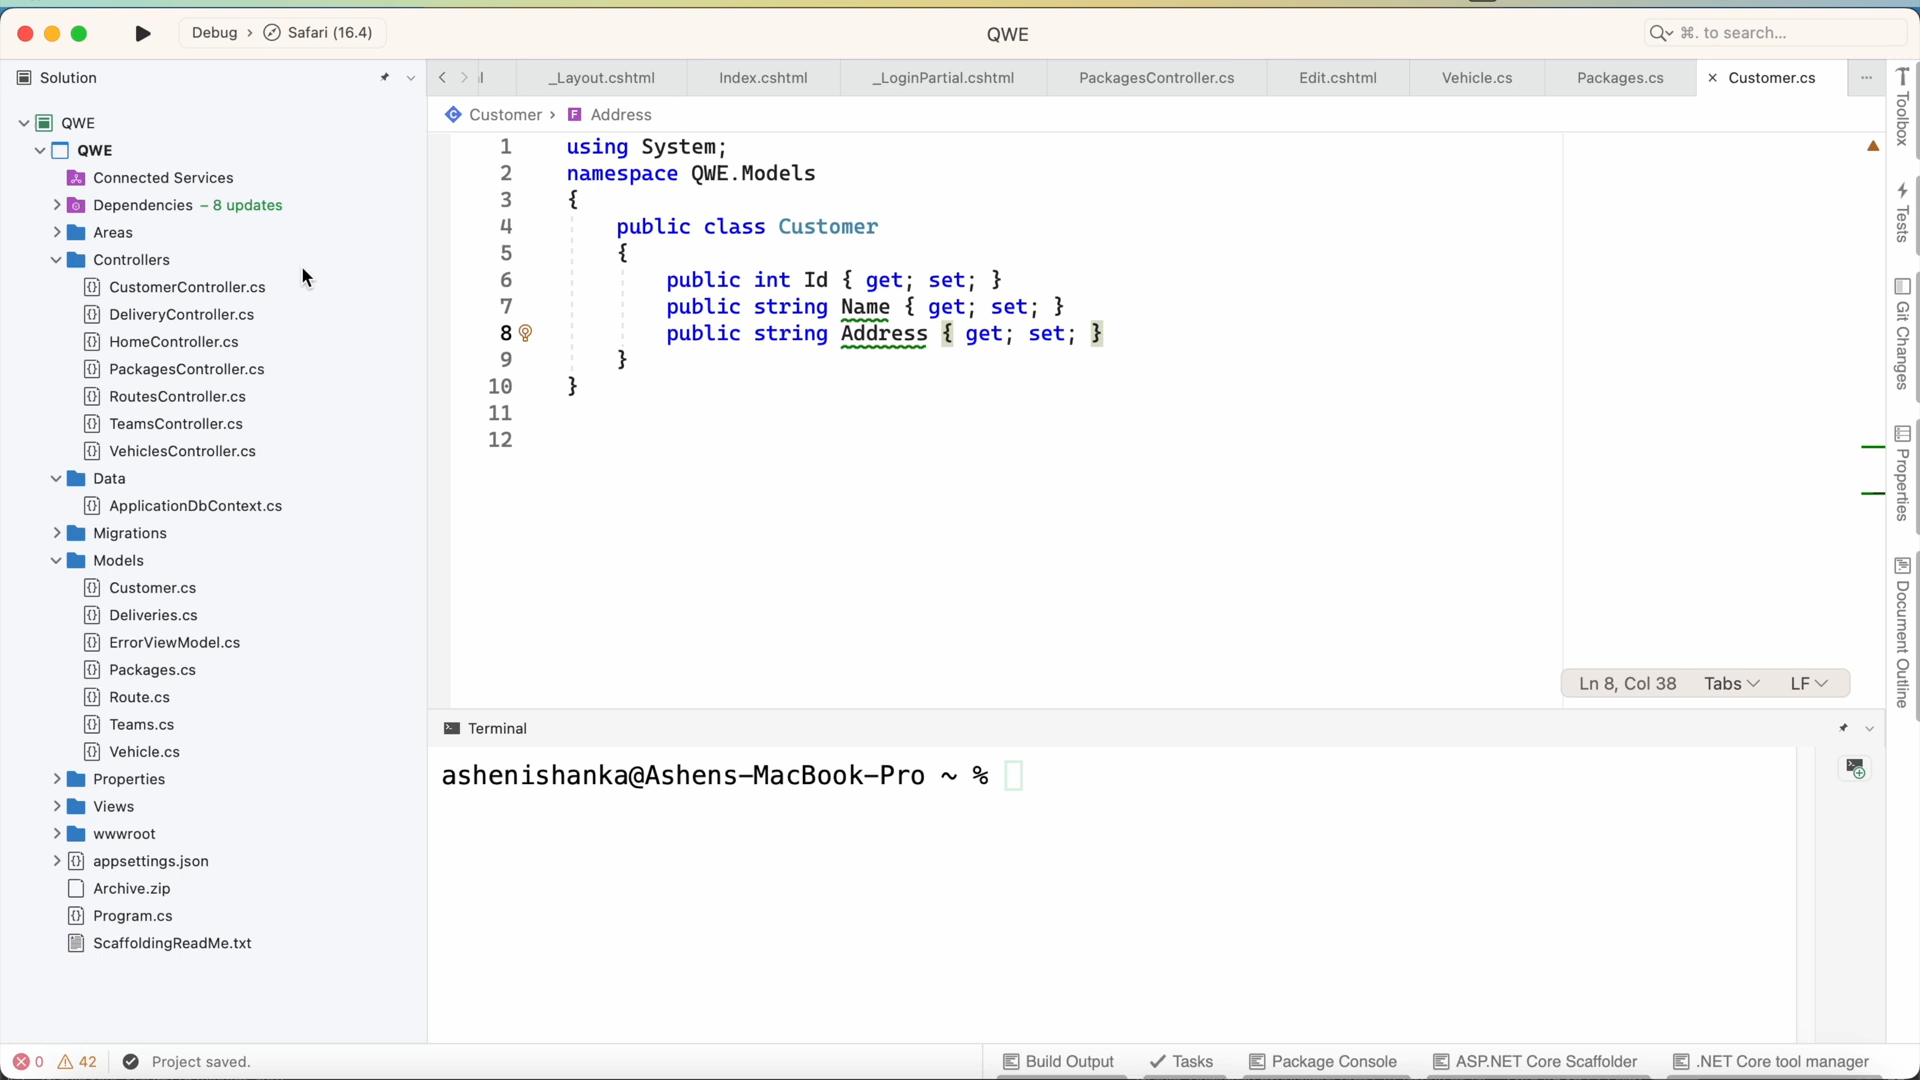 Debug > Safari (16.4)
QWE
⌘. to search...
Solution
_Layout.cshtml
Index.cshtml
_LoginPartial.cshtml
PackagesController.cs
Edit.cshtml
Vehicle.cs
Packages.cs
Customer.cs
Customer > Address
QWE
QWE
Connected Services
Dependencies – 8 updates
Areas
Controllers
CustomerController.cs
DeliveryController.cs
HomeController.cs
PackagesController.cs
RoutesController.cs
TeamsController.cs
VehiclesController.cs
Data
ApplicationDbContext.cs
Migrations
Models
Customer.cs
Deliveries.cs
ErrorViewModel.cs
Packages.cs
Route.cs
Teams.cs
Vehicle.cs
Properties
Views
wwwroot
appsettings.json
Archive.zip
Program.cs
ScaffoldingReadMe.txt
1 using System;
2 namespace QWE.Models
3 {
4 public class Customer
5 {
6 public int Id { get; set; }
7 public string Name { get; set; }
8 public string Address { get; set; }
9 }
10 }
11
12
Ln 8, Col 38 Tabs LF
Toolbox
Tests
Git Changes
Properties
Document Outline
Terminal
ashenishanka@Ashens-MacBook-Pro ~ %
0 42 Project saved.
Build Output
Tasks
Package Console
ASP.NET Core Scaffolder
.NET Core tool manager